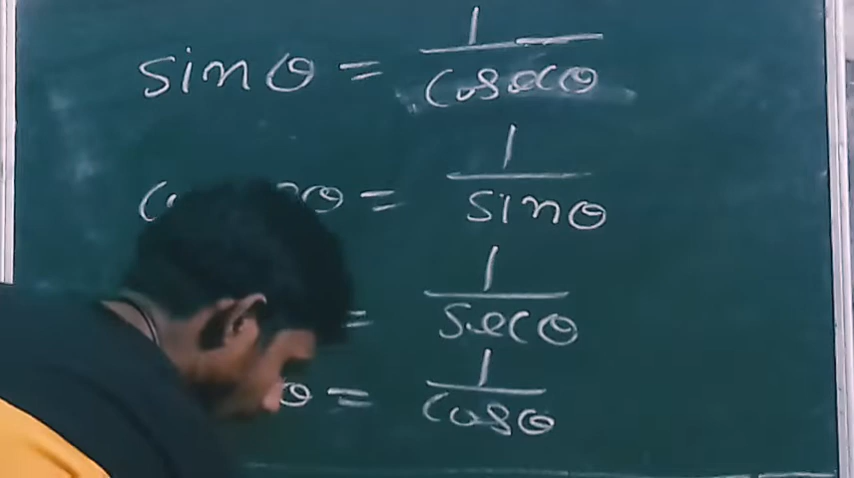 sinθ = 1/cosecθ
θ = 1/sinθ
= 1/secθ
θ = 1/cosθ